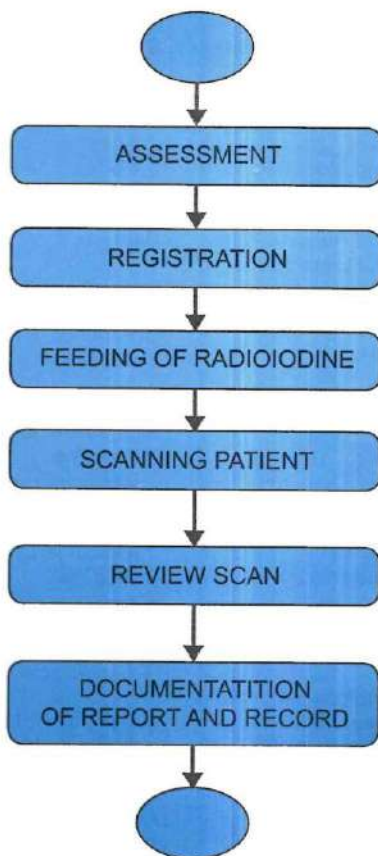 ASSESSMENT
REGISTRATION
FEEDING OF RADIOIODINE
SCANNING PATIENT
REVIEW SCAN
DOCUMENTATITION
OF REPORT AND RECORD